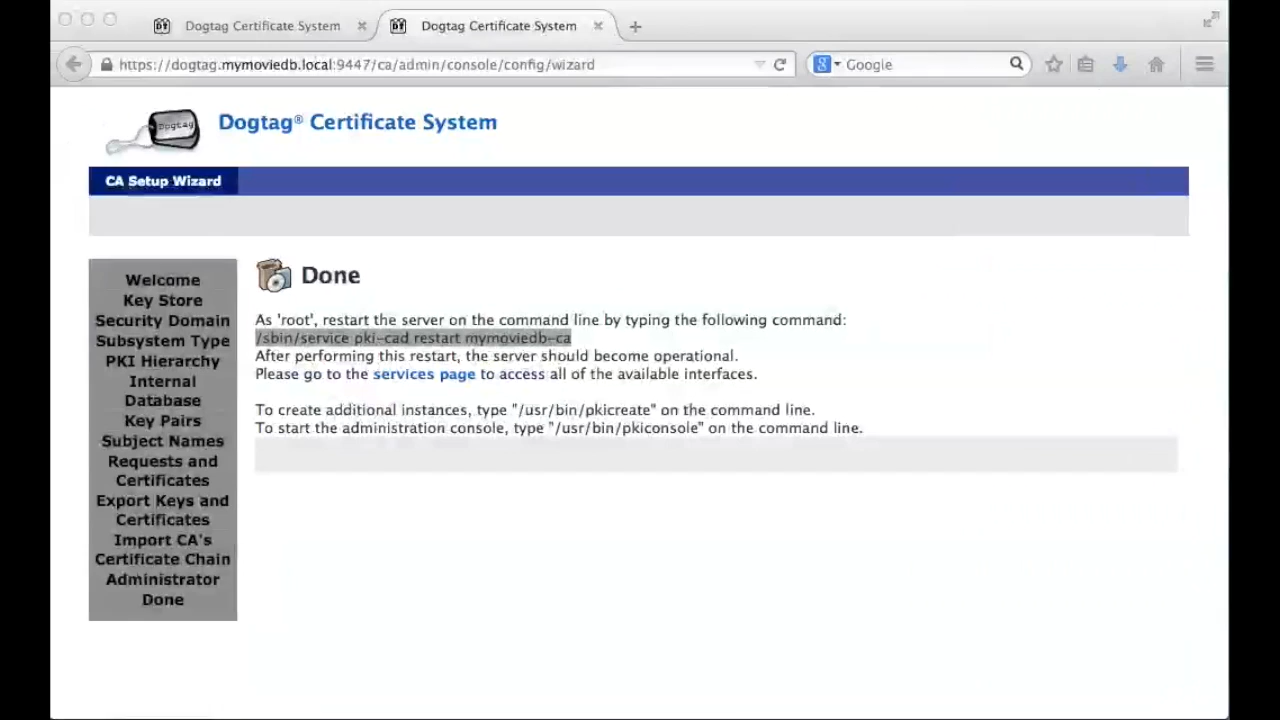 Dogtag Certificate System
Dogtag Certificate System
https://dogtag.mymoviedb.local:9447/ca/admin/console/config/wizard
Google
Dogtag
Dogtag® Certificate System
CA Setup Wizard
Welcome
Key Store
Security Domain
Subsystem Type
PKI Hierarchy
Internal
Database
Key Pairs
Subject Names
Requests and
Certificates
Export Keys and
Certificates
Import CA's
Certificate Chain
Administrator
Done
Done
As 'root', restart the server on the command line by typing the following command:
/sbin/service pki-cad restart mymoviedb-ca
After performing this restart, the server should become operational.
Please go to the services page to access all of the available interfaces.
To create additional instances, type "/usr/bin/pkicreate" on the command line.
To start the administration console, type "/usr/bin/pkiconsole" on the command line.